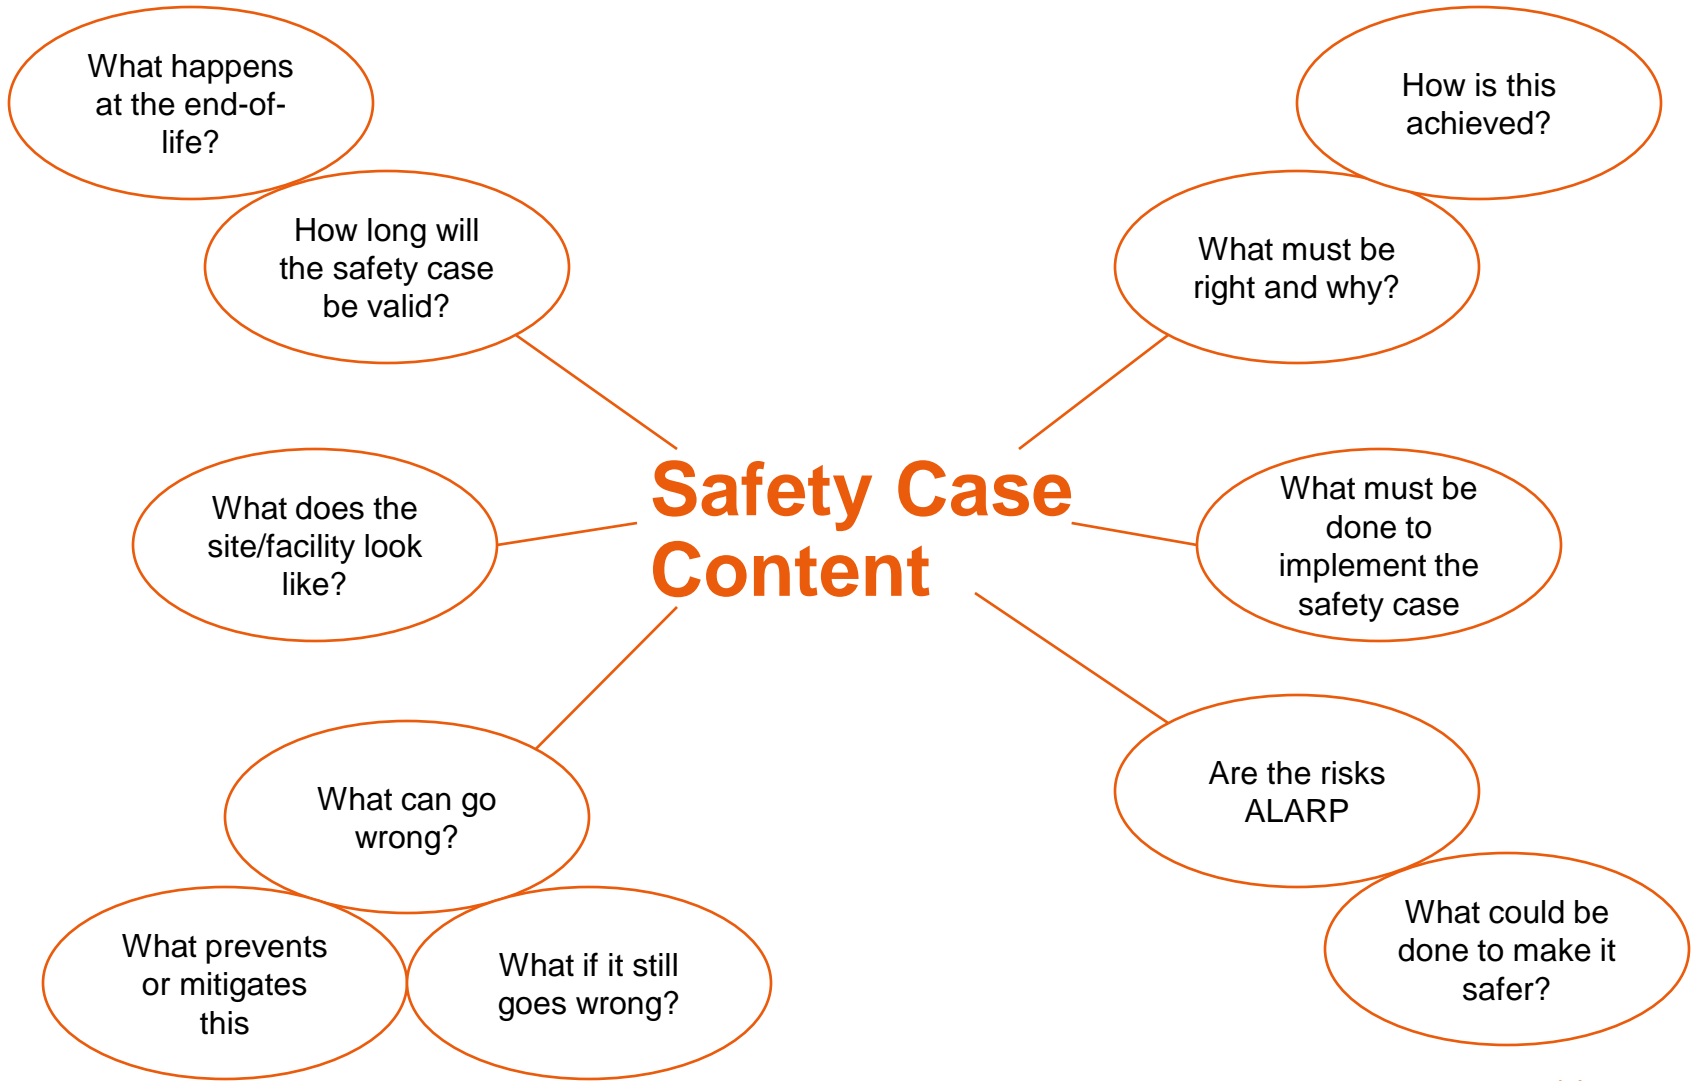 What happens
at the end-of-
life?
How long will
the safety case
be valid?
How is this
achieved?
What must be
right and why?
Safety Case
Content
What does the
site/facility look
like?
What must be
done to
implement the
safety case
What can go
wrong?
What prevents
or mitigates
this
What if it still
goes wrong?
Are the risks
ALARP
What could be
done to make it
safer?